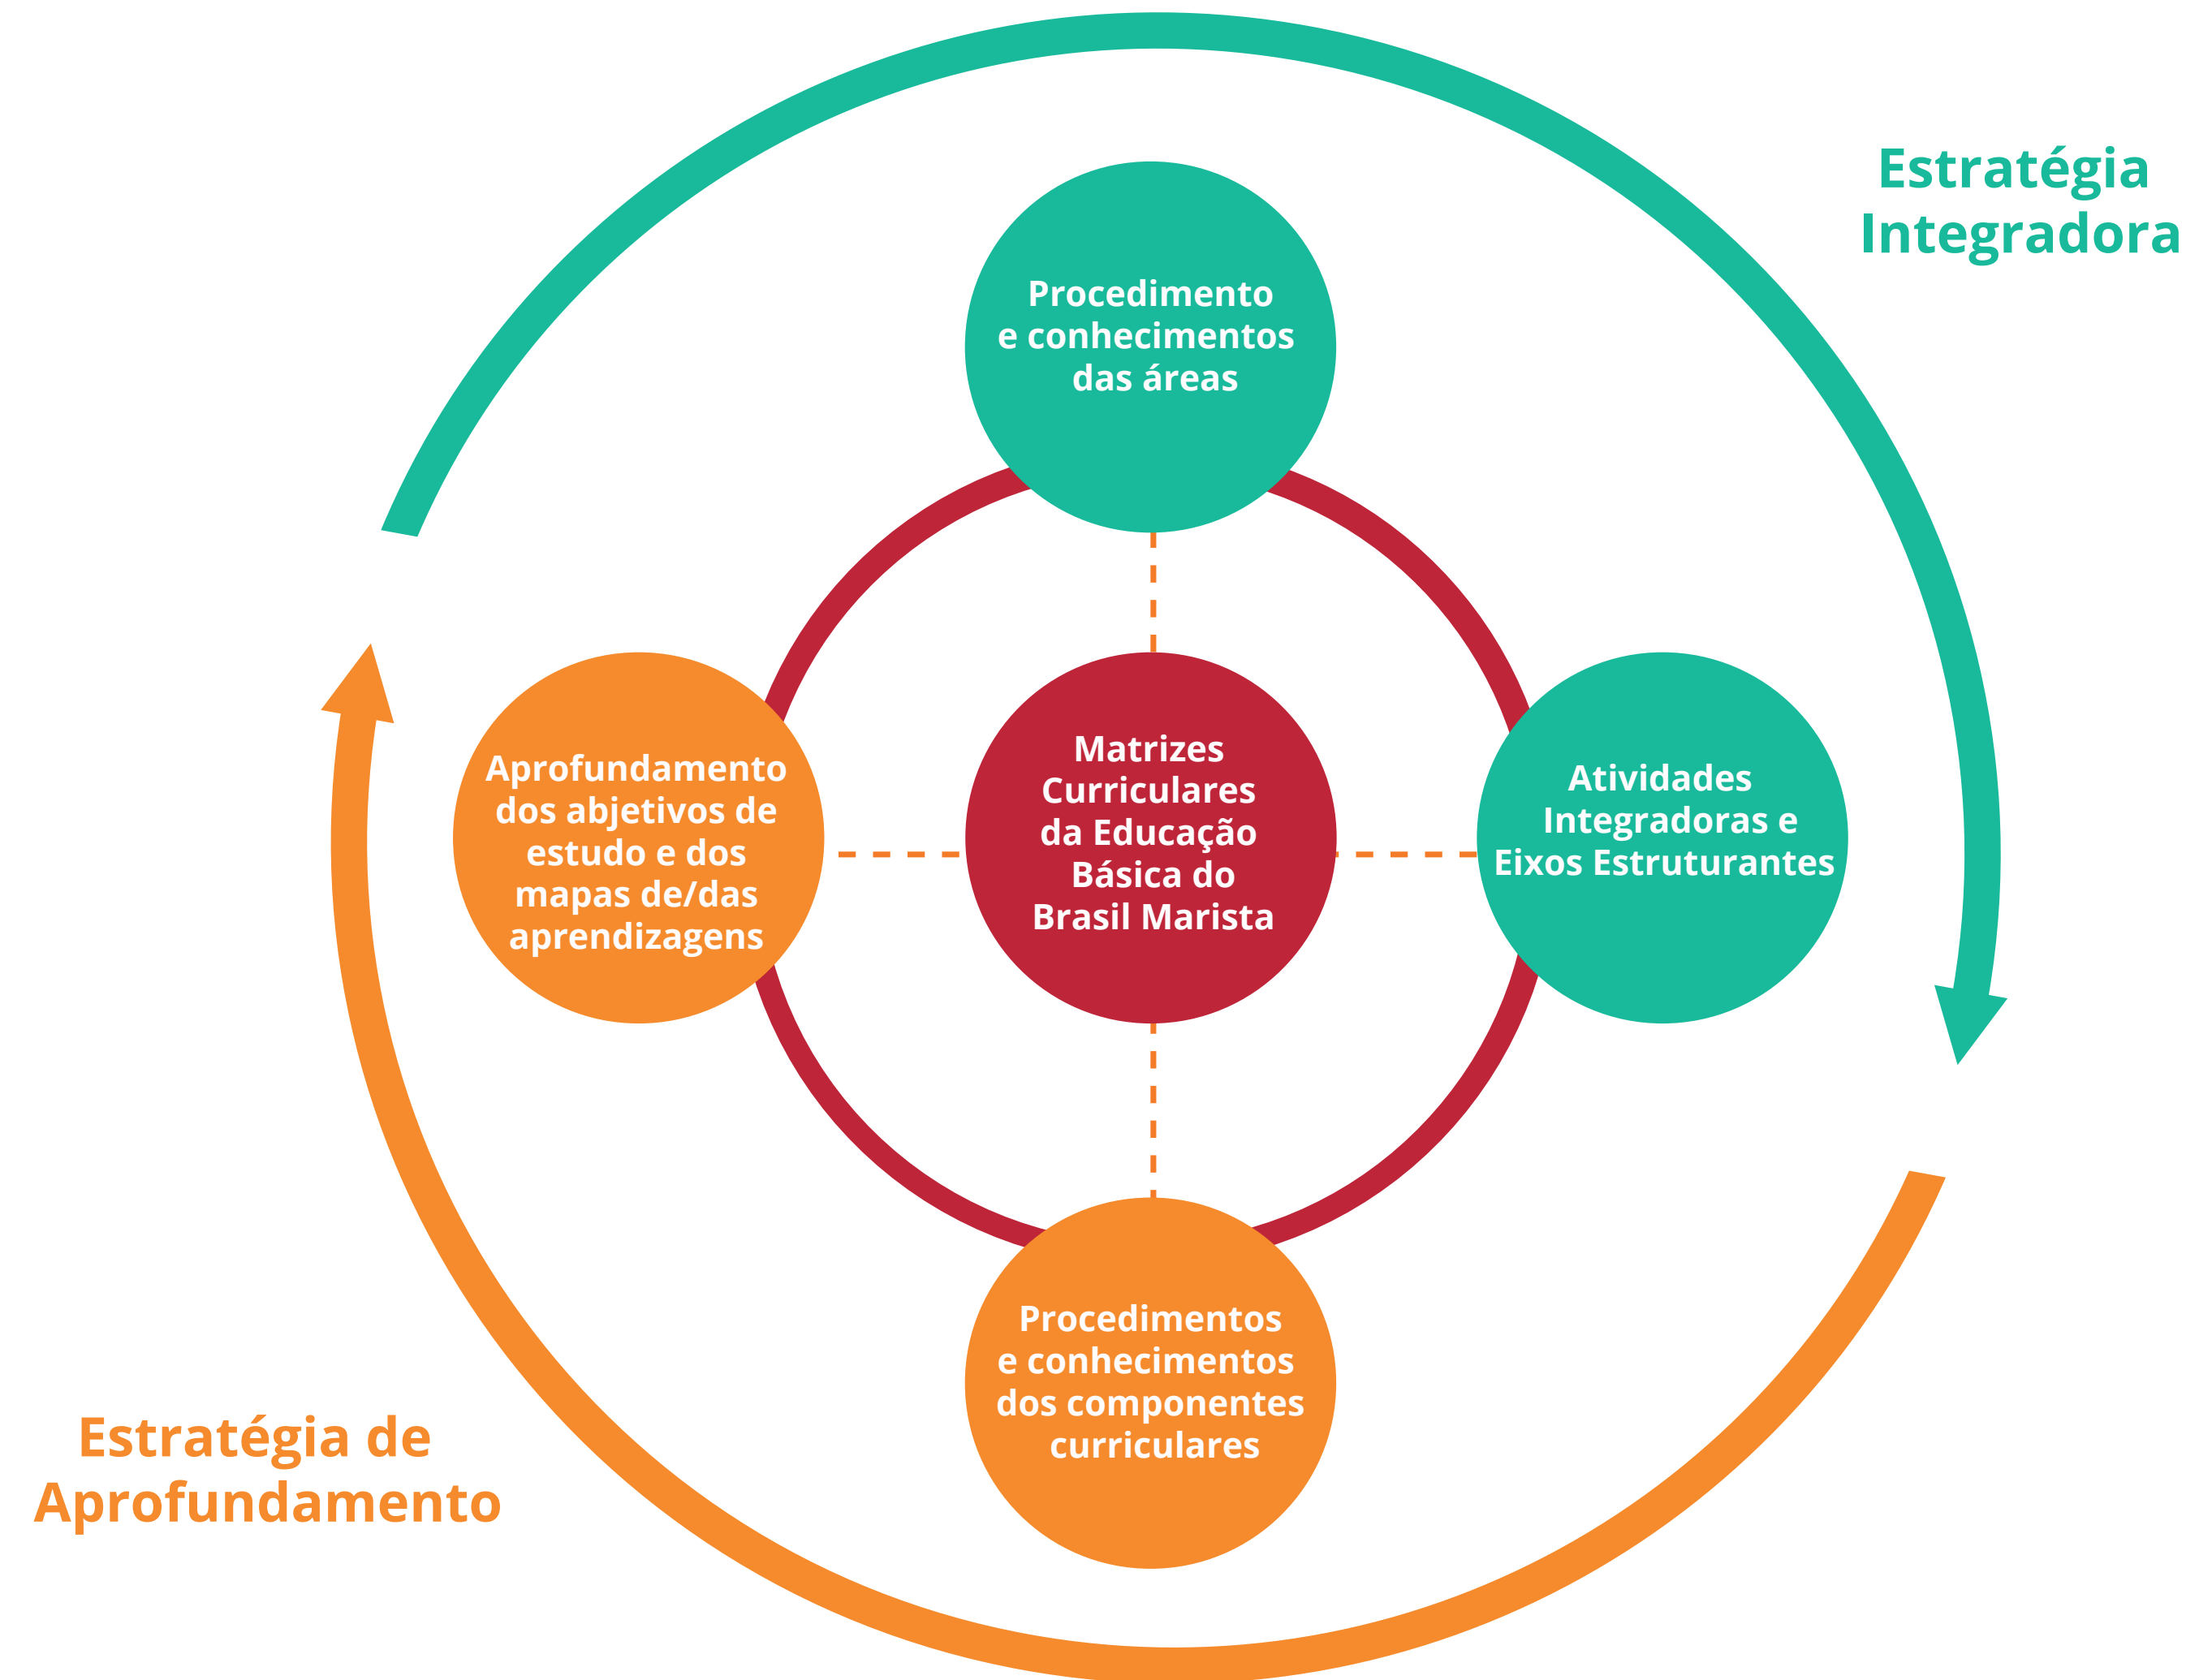 Estratégia
Integradora
Procedimento
e conhecimentos
das áreas
Aprofundamento
dos abjetivos de
estudo e dos
mapas de/das
aprendizagens
Matrizes
Curriculares
da Educação
Básica do
Brasil Marista
Atividades
Integradoras e
Eixos Estruturantes
Procedimentos
e conhecimentos
dos componentes
curriculares
Estratégia de
Aprofundamento